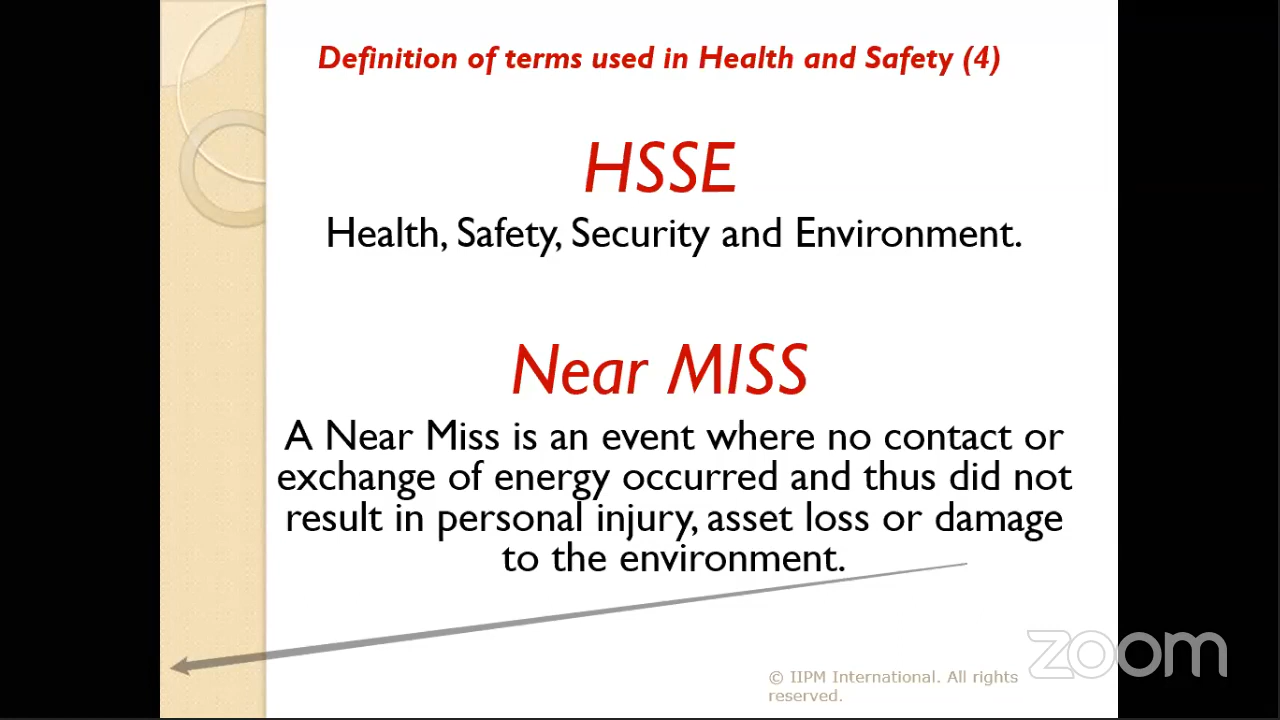 Definition of terms used in Health and Safety (4)
HSSE
Health, Safety, Security and Environment.
Near MISS
A Near Miss is an event where no contact or
exchange of energy occurred and thus did not
result in personal injury, asset loss or damage
to the environment.
zoom
© IIPM International. All rights
reserved.